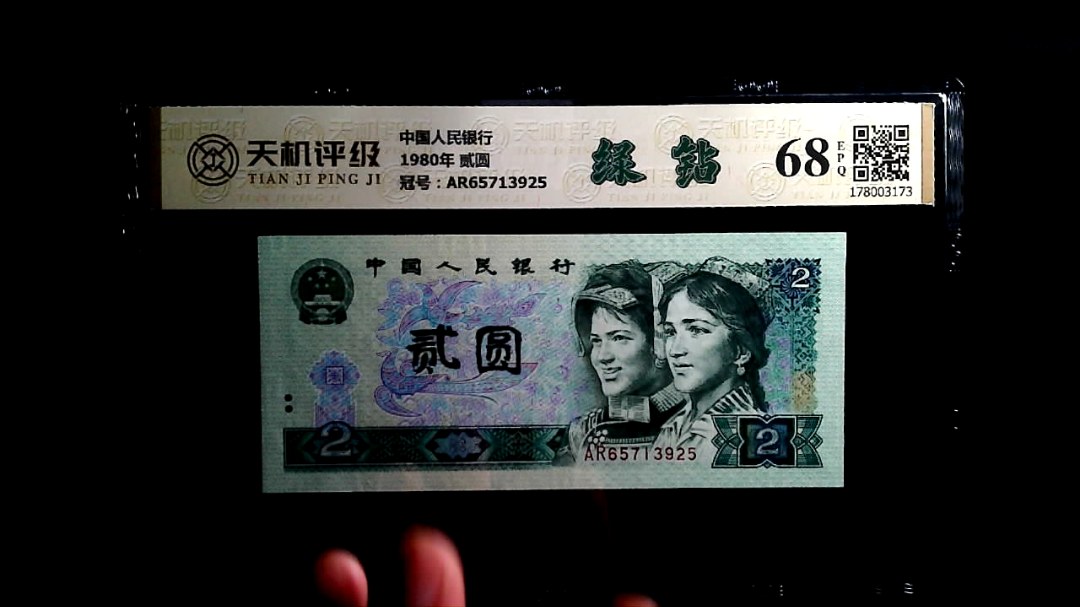 天机评级
TIAN JI PING JI
中国人民银行
1980年 贰圆
冠号：AR65713925
绿 钻
68
EPQ
178003173
中国人民银行
2
贰圆
2
AR65713925
2